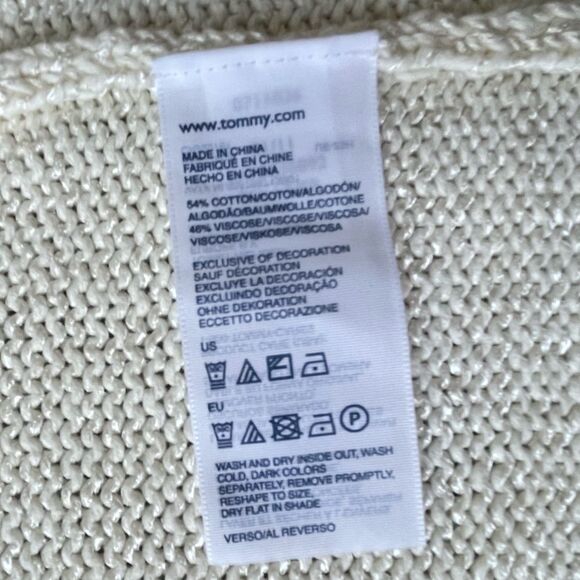 www.tommy.com
MADE IN CHINA
FABRIQUÉ EN CHINE
HECHO EN CHINA
54% COTTON/COTON/ALGODÓN/
ALGODÃO/BAUMWOLLE/COTONE
46% VISCOSE/VISCOSE/VISCOSA/
VISCOSE/VISKOSE/VISCOSA
EXCLUSIVE OF DECORATION
SAUF DÉCORATION
EXCLUYE LA DECORACIÓN
EXCLUINDO DECORAÇÃO
OHNE DEKORATION
ECCETTO DECORAZIONE
US
EU
P
WASH AND DRY INSIDE OUT, WASH
COLD, DARK COLORS
SEPARATELY, REMOVE PROMPTLY,
RESHAPE TO SIZE,
DRY FLAT IN SHADE
VERSO/AL REVERSO